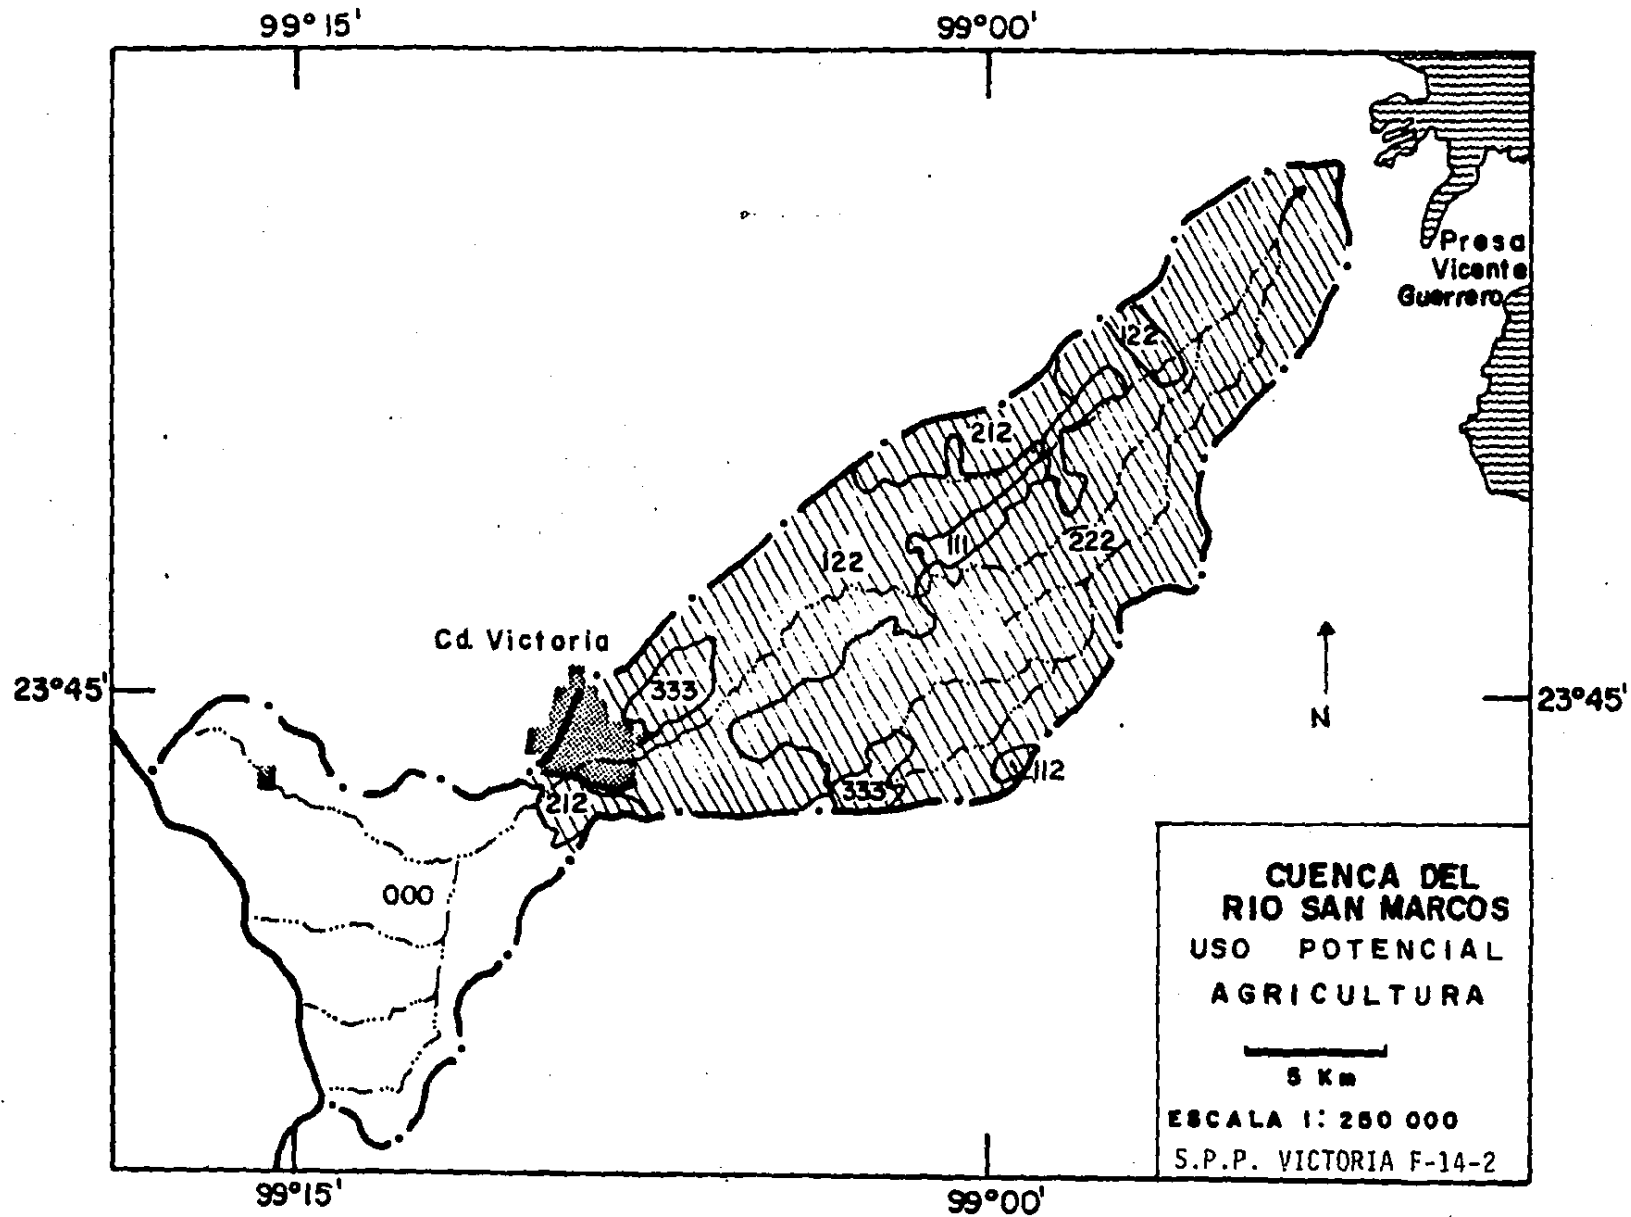 99°15'
99°00'
Presa
Vicente
Guerrero
122
212
111
222
122
Cd. Victoria
23°45'
333
23°45'
N
112
333
212
000
CUENCA DEL
RIO SAN MARCOS
USO POTENCIAL
AGRICULTURA
5 Km
ESCALA 1: 250 000
S.P.P. VICTORIA F-14-2
99°15'
99°00'